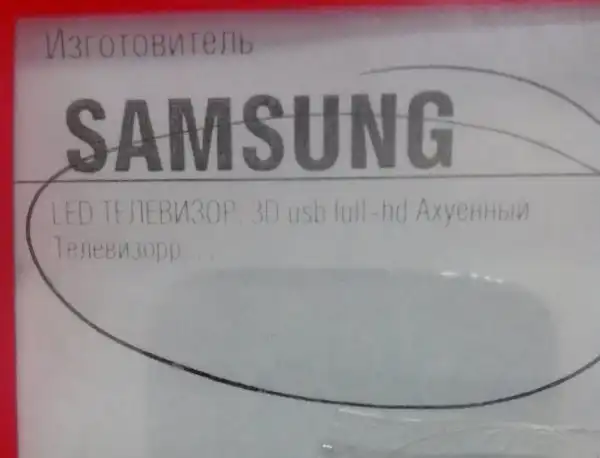 Изготовитель
SAMSUNG
LED ТЕЛЕВИЗОР, 3D usb full-hd Ахуенный
Телевизорр....